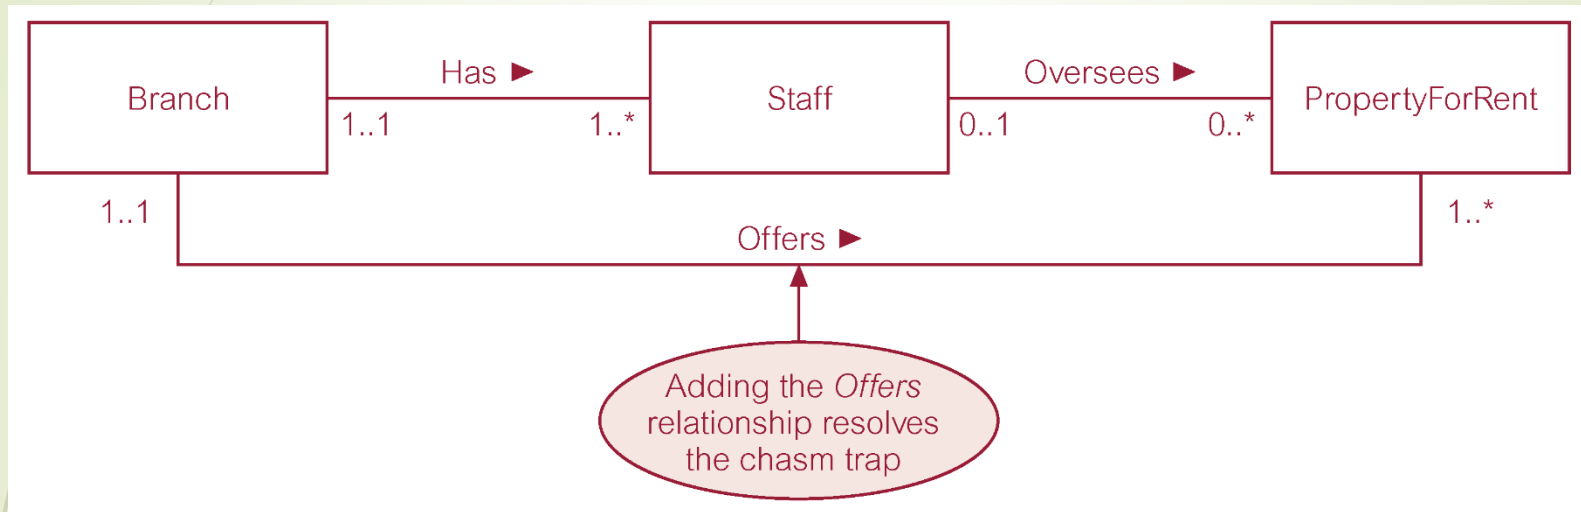 Has ►
Oversees ►
Branch
Staff
PropertyForRent
1..1
1..*
0..1
0..*
1..1
1..*
Offers ►
Adding the Offers
relationship resolves
the chasm trap